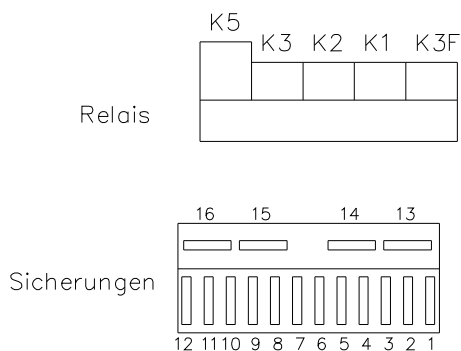 K5
K3 K2 K1 K3F
Relais
16 15 14 13
Sicherungen
12 11 10 9 8 7 6 5 4 3 2 1